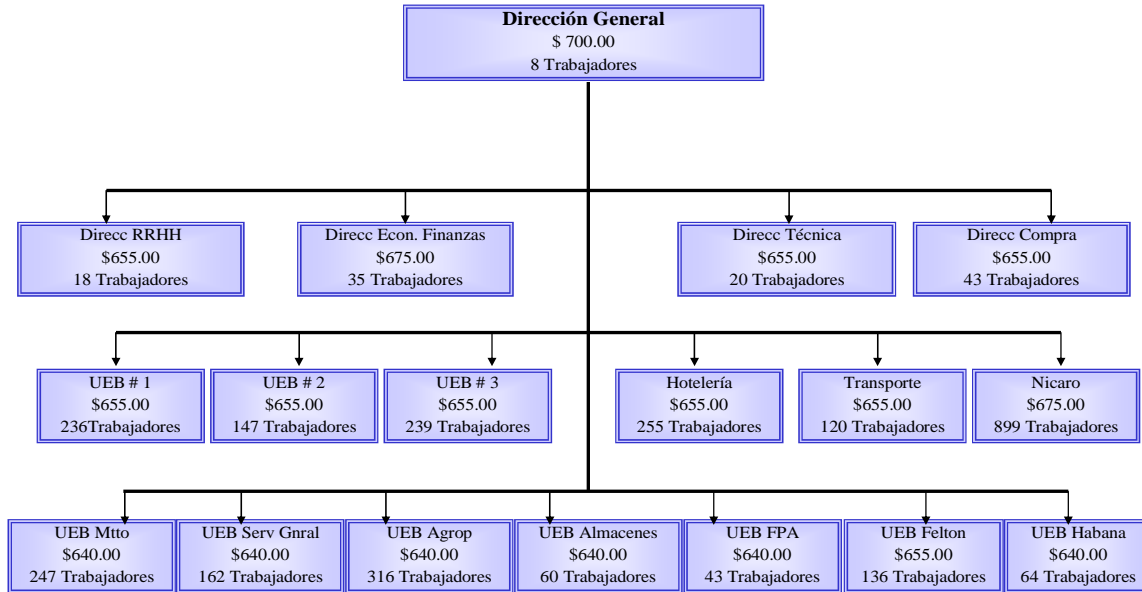 Dirección General
$ 700.00
8 Trabajadores
Direcc RRHH
$655.00
18 Trabajadores
Direcc Econ. Finanzas
$675.00
35 Trabajadores
Direcc Técnica
$655.00
20 Trabajadores
Direcc Compra
$655.00
43 Trabajadores
UEB # 1
$655.00
236Trabajadores
UEB # 2
$655.00
147 Trabajadores
UEB # 3
$655.00
239 Trabajadores
Hotelería
$655.00
255 Trabajadores
Transporte
$655.00
120 Trabajadores
Nicaro
$675.00
899 Trabajadores
UEB Mtto
$640.00
247 Trabajadores
UEB Serv Gnral
$640.00
162 Trabajadores
UEB Agrop
$640.00
316 Trabajadores
UEB Almacenes
$640.00
60 Trabajadores
UEB FPA
$640.00
43 Trabajadores
UEB Felton
$655.00
136 Trabajadores
UEB Habana
$640.00
64 Trabajadores